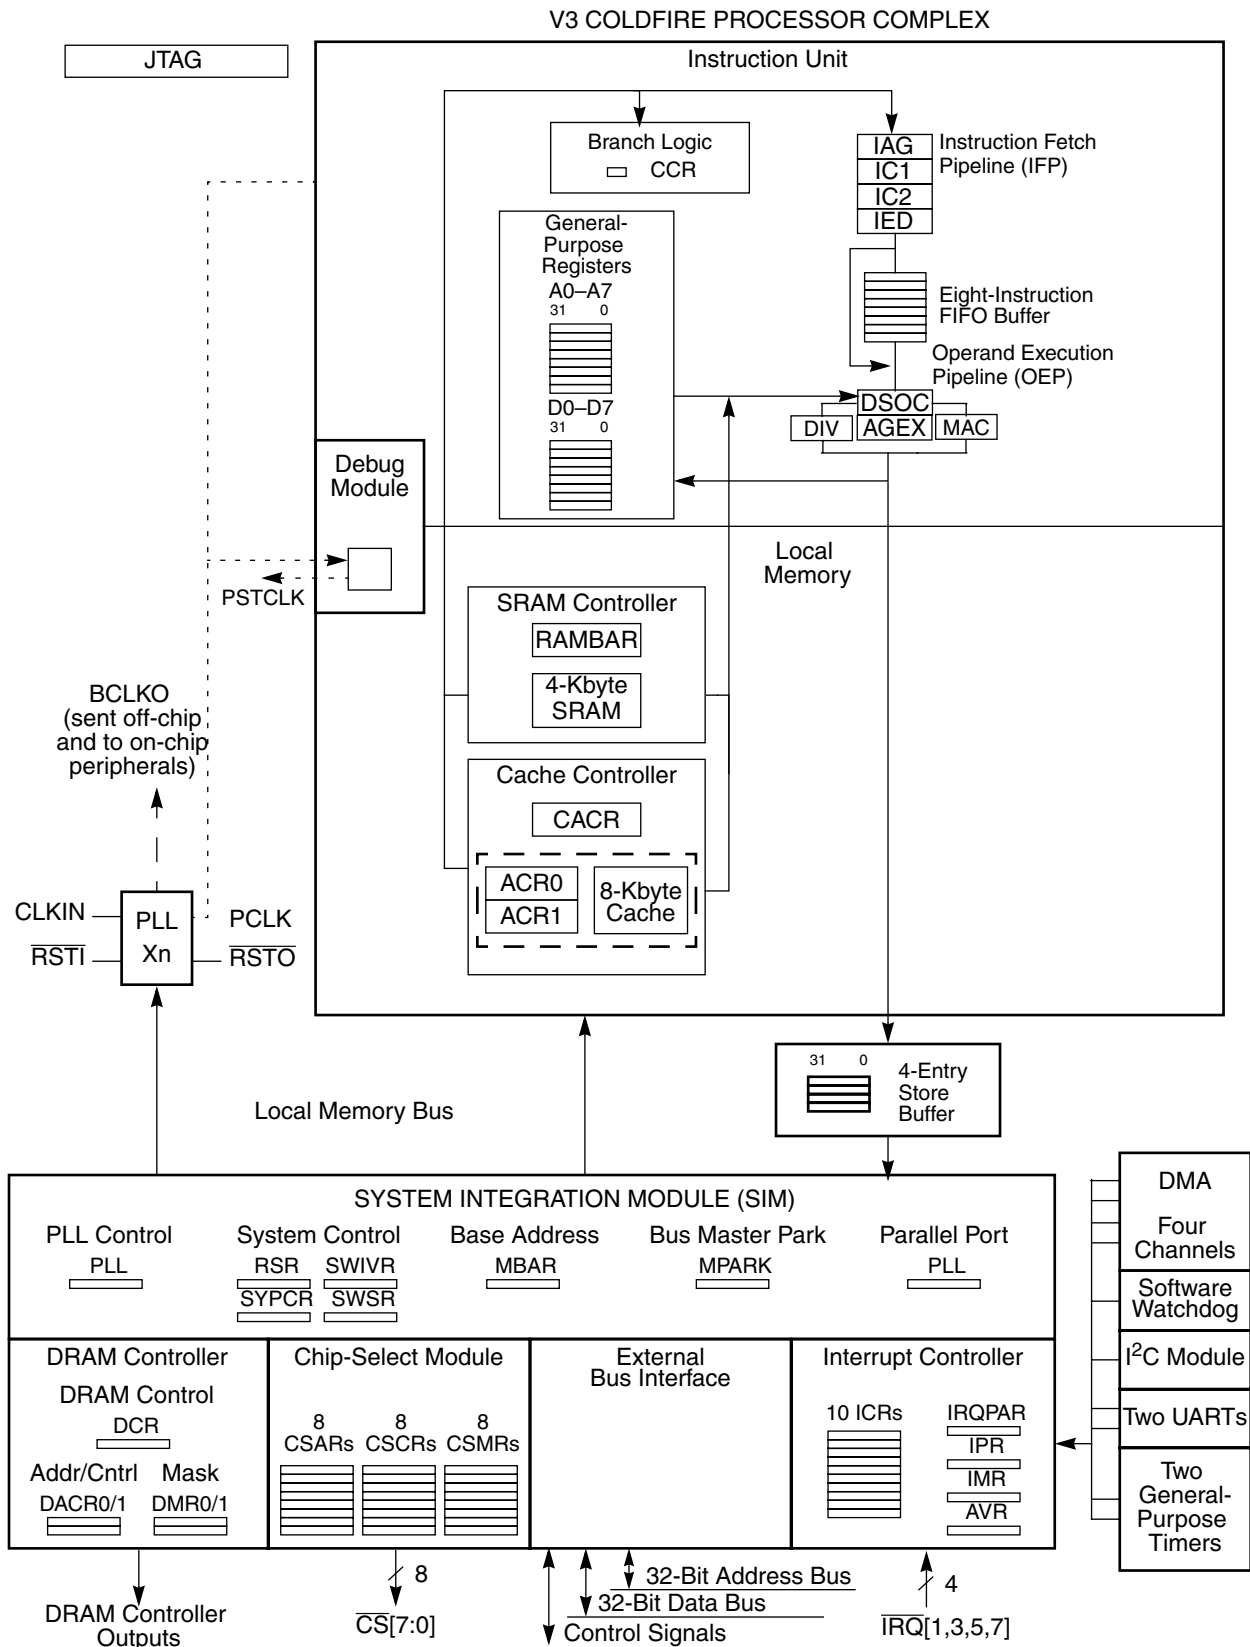 V3 COLDFIRE PROCESSOR COMPLEX
JTAG
Instruction Unit
Branch Logic
CCR
IAG
IC1
IC2
IED
Instruction Fetch
Pipeline (IFP)
General-
Purpose
Registers
A0–A7
31 0
D0–D7
31 0
Eight-Instruction
FIFO Buffer
Operand Execution
Pipeline (OEP)
DSOC
DIV
AGEX
MAC
Debug
Module
PSTCLK
Local
Memory
SRAM Controller
RAMBAR
4-Kbyte
SRAM
Cache Controller
CACR
ACR0
ACR1
8-Kbyte
Cache
BCLKO
(sent off-chip
and to on-chip
peripherals)
CLKIN
RSTI
PLL
Xn
PCLK
RSTO
31 0
4-Entry
Store
Buffer
Local Memory Bus
SYSTEM INTEGRATION MODULE (SIM)
PLL Control
PLL
System Control
RSR
SWIVR
SYPCR
SWSR
Base Address
MBAR
Bus Master Park
MPARK
Parallel Port
PLL
DMA
Four
Channels
Software
Watchdog
I²C Module
Two UARTs
Two
General-
Purpose
Timers
DRAM Controller
DRAM Control
DCR
Addr/Cntrl
DACR0/1
Mask
DMR0/1
Chip-Select Module
8
CSARs
8
CSCRs
8
CSMRs
External
Bus Interface
Interrupt Controller
10 ICRs
IRQPAR
IPR
IMR
AVR
DRAM Controller
Outputs
8
CS[7:0]
32-Bit Address Bus
32-Bit Data Bus
Control Signals
4
IRQ[1,3,5,7]